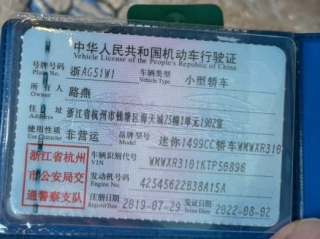 中华人民共和国机动车行驶证
Vehicle License of the People's Republic of China
号牌号码 浙AG51W1 车辆类型 小型轿车
Plate No. Vehicle Type
所有人 路燕
Owner
住址 浙江省杭州市钱塘区海天城25幢1单元1902室
Address
使用性质 非营运 品牌型号 迷你1499CC轿车WMWXR310
Use Character Model
浙江省杭州
市公安局交
通警察支队
车辆识别代号 WMWXR3101KTP50896
VIN
发动机号码 42545622B38A15A
Engine No.
注册日期 2019-07-29 发证日期 2022-08-02
Register Date Issue Date